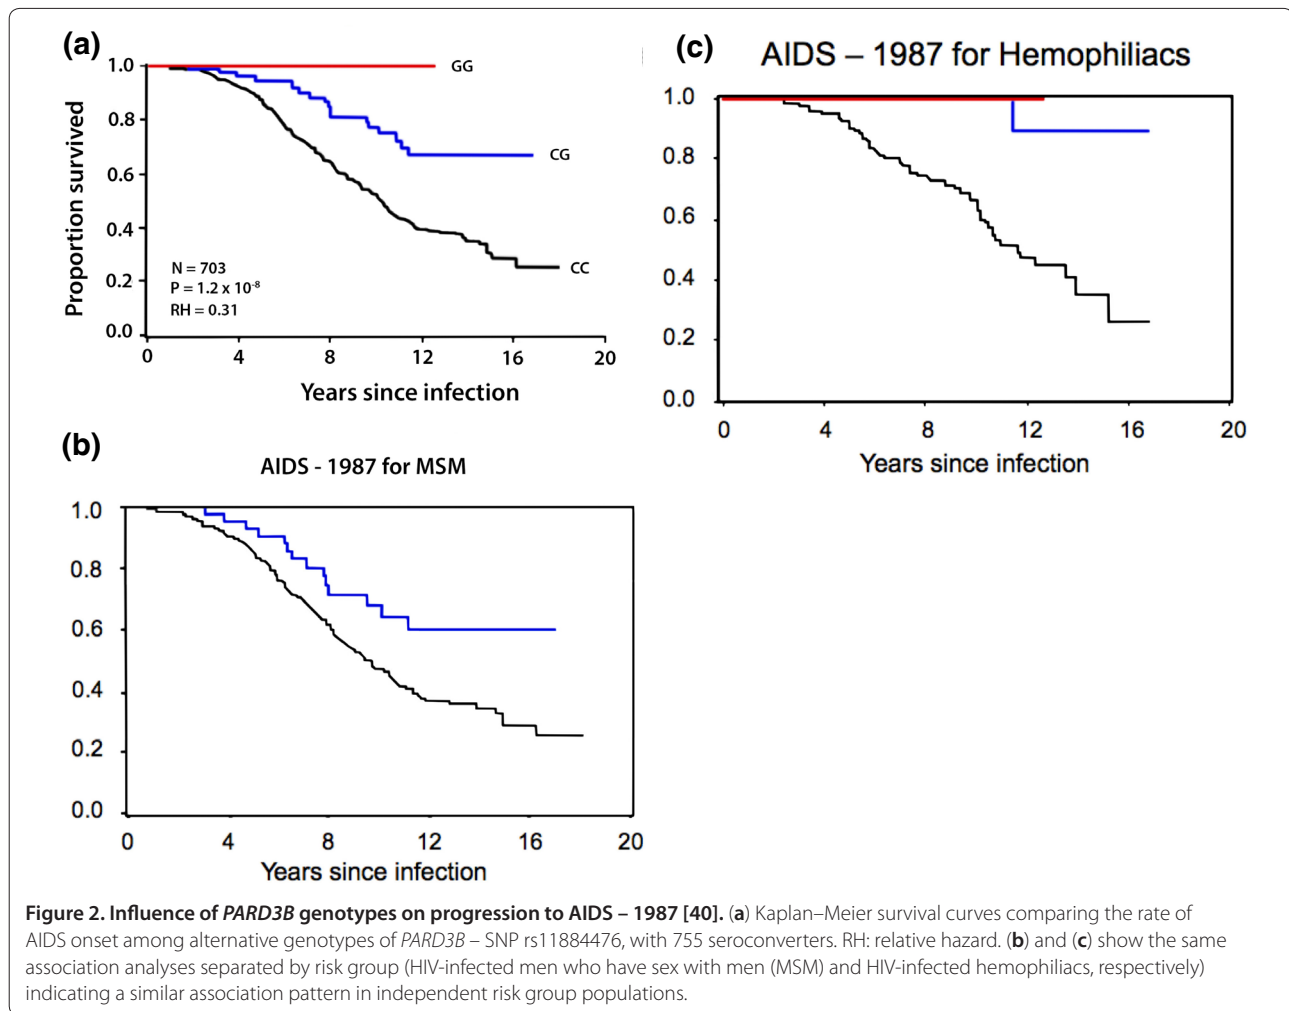 (a)
1.0
0.8
0.6
0.4
0.2
0.0
Proportion survived
GG
CG
CC
N = 703
P = 1.2 x 10⁻⁸
RH = 0.31
0 4 8 12 16 20
Years since infection
(b)
AIDS - 1987 for MSM
1.0
0.8
0.6
0.4
0.2
0.0
0 4 8 12 16 20
Years since infection
(c)
AIDS – 1987 for Hemophiliacs
1.0
0.8
0.6
0.4
0.2
0.0
0 4 8 12 16 20
Years since infection
Figure 2. Influence of PARD3B genotypes on progression to AIDS – 1987 [40]. (a) Kaplan–Meier survival curves comparing the rate of
AIDS onset among alternative genotypes of PARD3B – SNP rs11884476, with 755 seroconverters. RH: relative hazard. (b) and (c) show the same
association analyses separated by risk group (HIV-infected men who have sex with men (MSM) and HIV-infected hemophiliacs, respectively)
indicating a similar association pattern in independent risk group populations.